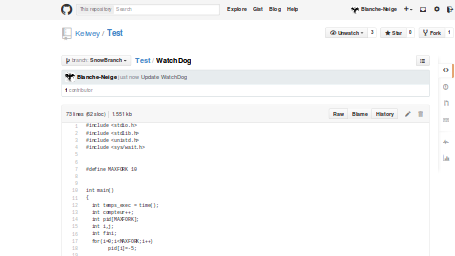 This repository Search Explore Gist Blog Help Blanche-Neige
Kelwey / Test Unwatch 3 Star 0 Fork 1
branch: SnowBranch Test / WatchDog
Blanche-Neige just now Update WatchDog
1 contributor
73 lines (62 sloc) 1.551 kb Raw Blame History
1 #include <stdio.h>
2 #include <stdlib.h>
3 #include <unistd.h>
4 #include <sys/wait.h>
5
6
7 #define MAXFORK 10
8
9
10 int main()
11 {
12 int temps_exec = time();
13 int compteur++;
14 int pid[MAXFORK];
15 int i,j;
16 int fini;
17 for(i=0;i<MAXFORK;i++)
18 pid[i]=-5;